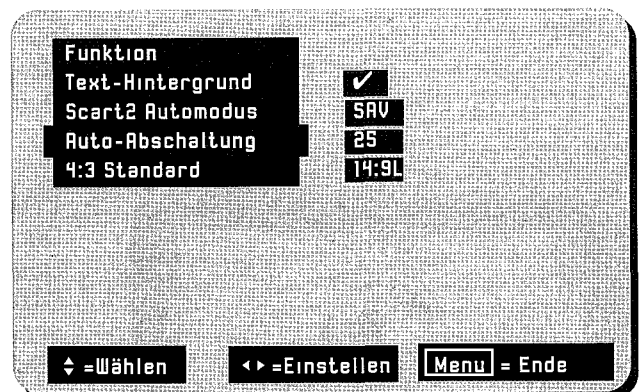 Funktion
Text-Hintergrund ✓
Scart2 Automodus SAV
Auto-Abschaltung 25
4:3 Standard 14:9L
=Wählen =Einstellen Menu = Ende